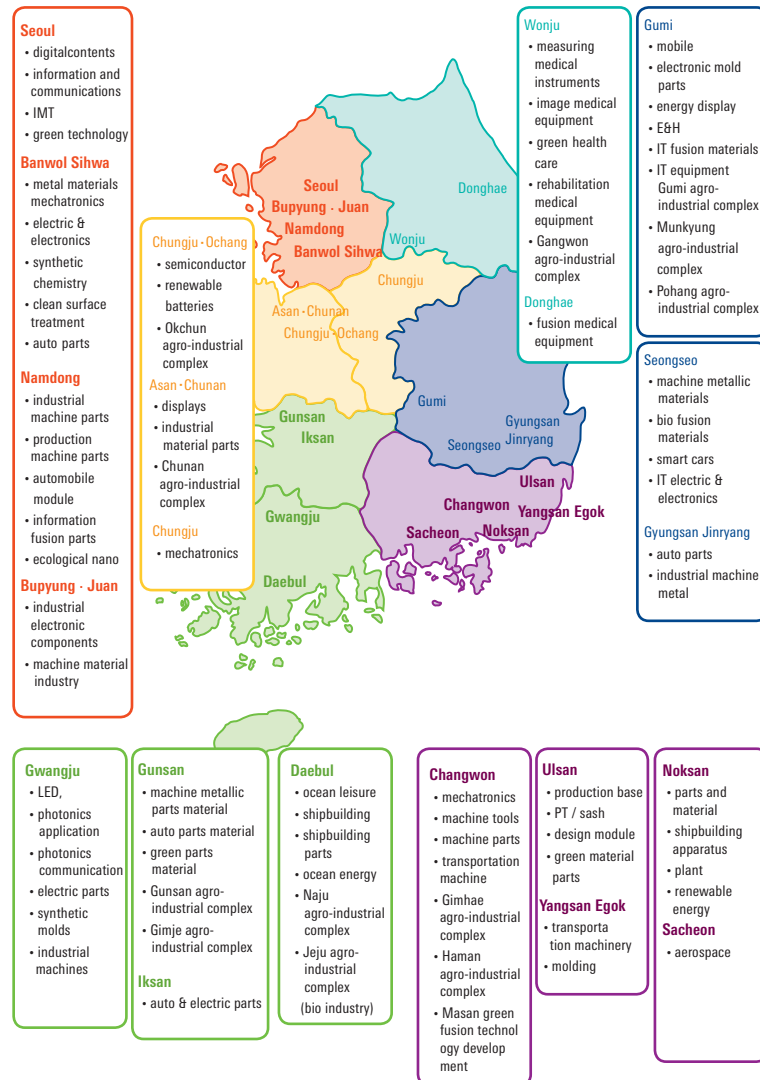 Seoul
• digitalcontents
• information and
communications
• IMT
• green technology
Banwol Sihwa
• metal materials
mechatronics
• electric &
electronics
• synthetic
chemistry
• clean surface
treatment
• auto parts
Namdong
• industrial
machine parts
• production
machine parts
• automobile
module
• information
fusion parts
• ecological nano
Bupyung · Juan
• industrial
electronic
components
• machine material
industry
Chungju · Ochang
• semiconductor
• renewable
batteries
• Okchun
agro-industrial
complex
Asan · Chunan
• displays
• industrial
material parts
• Chunan
agro-industrial
complex
Chungju
• mechatronics
Seoul
Bupyung · Juan
Namdong
Banwol Sihwa
Donghae
Wonju
Chungju
Asan · Chunan
Chungju · Ochang
Gumi
Gyungsan
Jinryang
Seongseo
Gunsan
Iksan
Gwangju
Daebul
Ulsan
Changwon
Yangsan Egok
Sacheon
Noksan
Wonju
• measuring
medical
instruments
• image medical
equipment
• green health
care
• rehabilitation
medical
equipment
• Gangwon
agro-industrial
complex
Donghae
• fusion medical
equipment
Gumi
• mobile
• electronic mold
parts
• energy display
• E&H
• IT fusion materials
• IT equipment
Gumi agro-
industrial complex
• Munkyung
agro-industrial
complex
• Pohang agro-
industrial complex
Seongseo
• machine metallic
materials
• bio fusion
materials
• smart cars
• IT electric &
electronics
Gyungsan Jinryang
• auto parts
• industrial machine
metal
Gwangju
• LED,
• photonics
application
• photonics
communication
• electric parts
• synthetic
molds
• industrial
machines
Gunsan
• machine metallic
parts material
• auto parts material
• green parts
material
• Gunsan agro-
industrial complex
• Gimje agro-
industrial complex
Iksan
• auto & electric parts
Daebul
• ocean leisure
• shipbuilding
• shipbuilding
parts
• ocean energy
• Naju
agro-industrial
complex
• Jeju agro-
industrial
complex
(bio industry)
Changwon
• mechatronics
• machine tools
• machine parts
• transportation
machine
• Gimhae
agro-industrial
complex
• Haman
agro-industrial
complex
• Masan green
fusion technol
ogy develop
ment
Ulsan
• production base
• PT / sash
• design module
• green material
parts
Yangsan Egok
• transporta
tion machinery
• molding
Noksan
• parts and
material
• shipbuilding
apparatus
• plant
• renewable
energy
Sacheon
• aerospace